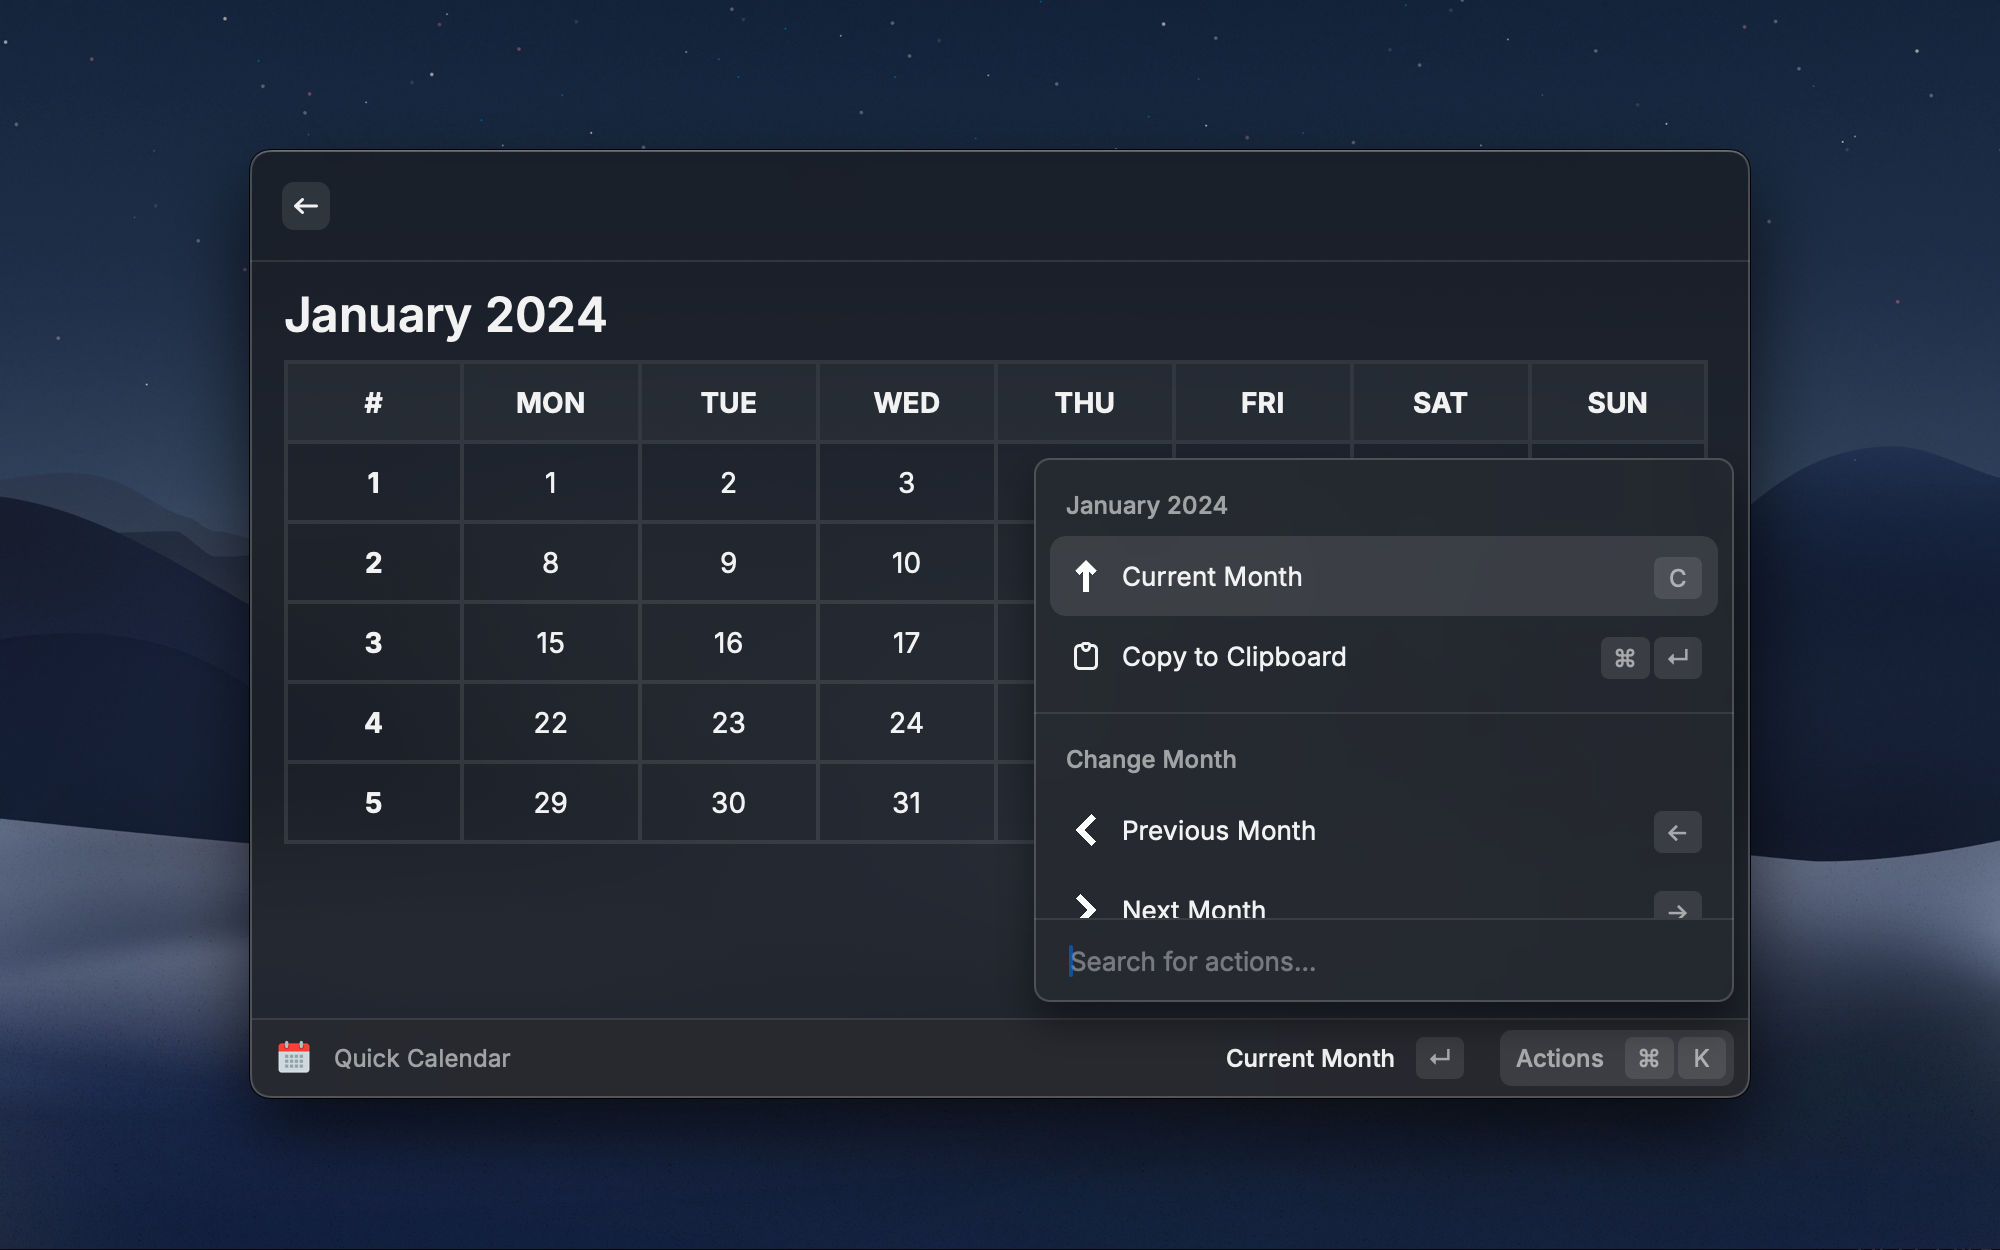 January 2024
# MON TUE WED THU FRI SAT SUN
1 1 2 3
2 8 9 10
3 15 16 17
4 22 23 24
5 29 30 31
January 2024
Current Month C
Copy to Clipboard ⌘ ↵
Change Month
Previous Month ←
Next Month →
Search for actions...
Quick Calendar
Current Month ↵ Actions ⌘ K